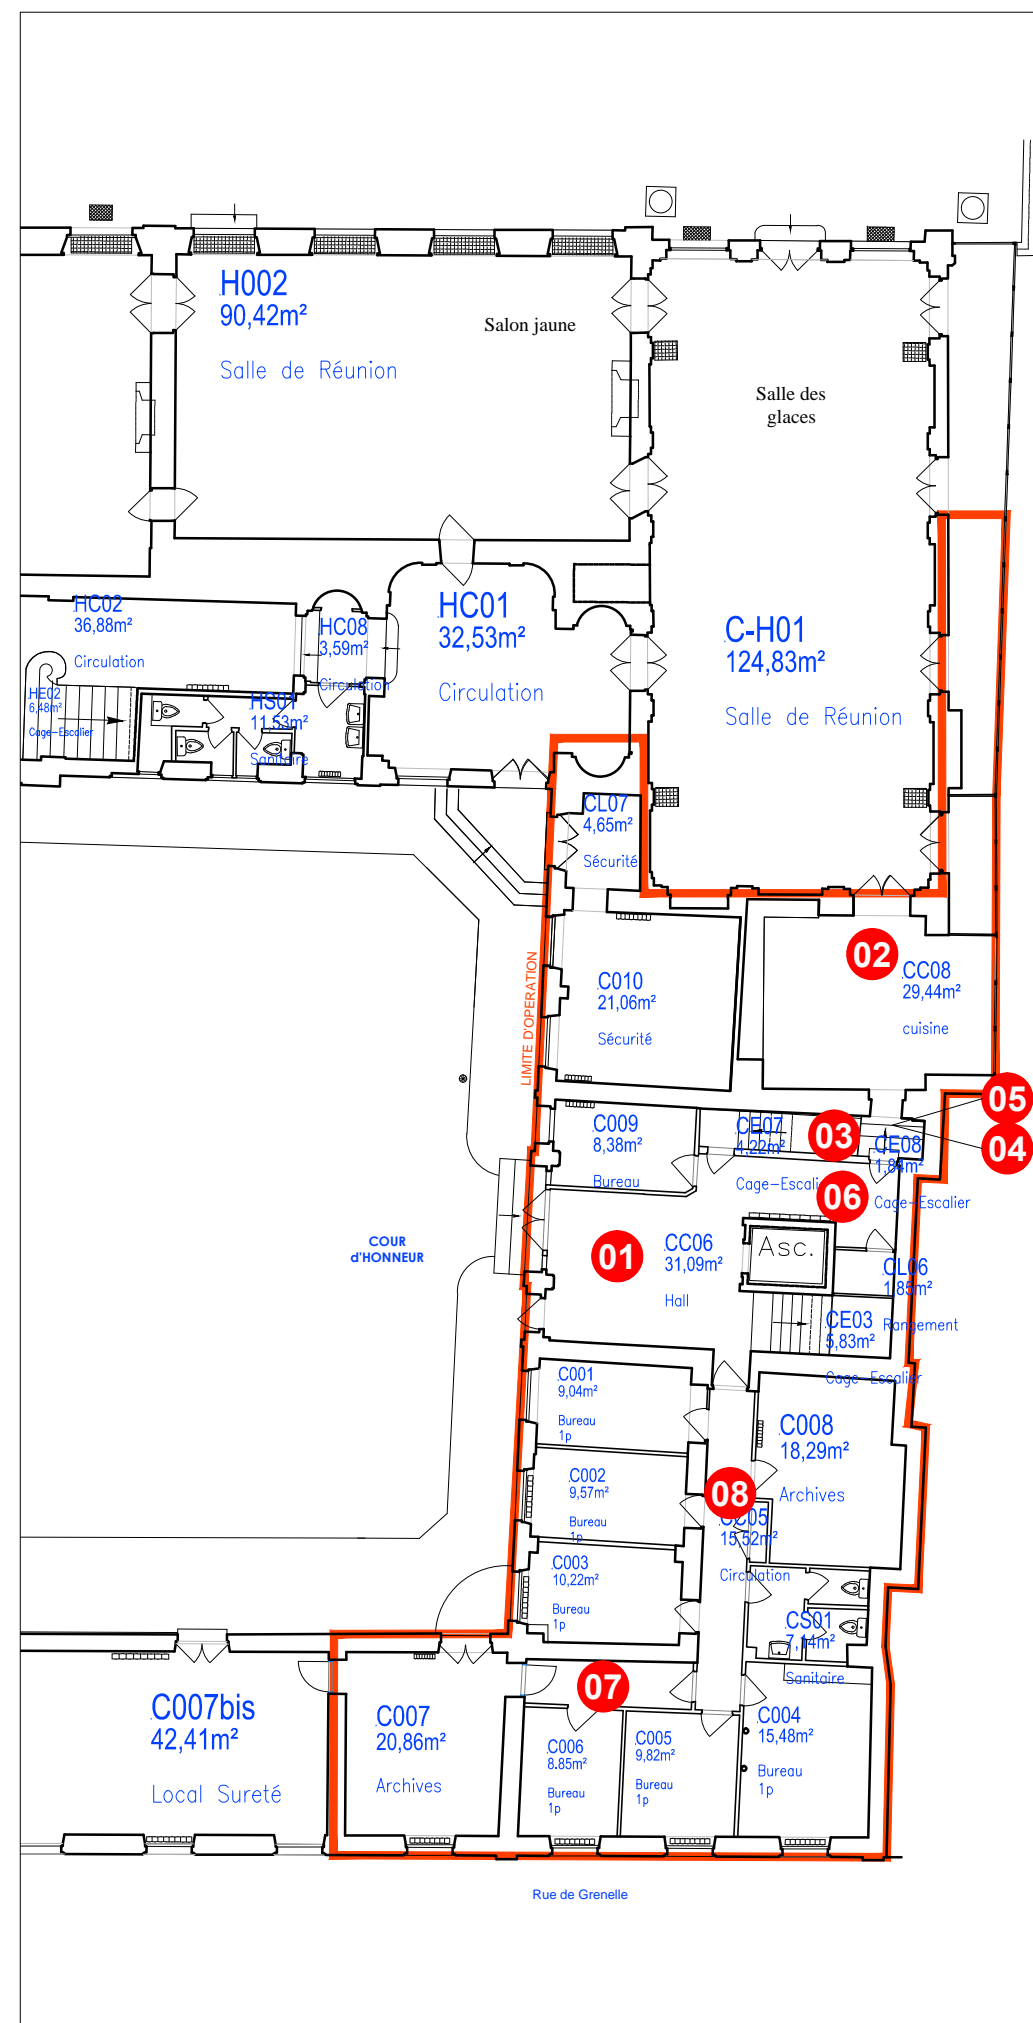 H002
90,42m²
Salle de Réunion
Salon jaune
Salle des
glaces
HC02
36,88m²
Circulation
HC08
3,59m²
Circulation
HC01
32,53m²
Circulation
C-H01
124,83m²
Salle de Réunion
HE02
6,48m²
Cage-Escalier
HS01
11,53m²
Sanitaire
CL07
4,65m²
Sécurité
02
C010
21,06m²
Sécurité
CC08
29,44m²
cuisine
LIMITE D'OPERATION
05
04
03
C009
8,38m²
Bureau
CE07
4,22m²
Cage-Escalier
CE08
1,84m²
Cage-Escalier
06
COUR
d'HONNEUR
01
CC06
31,09m²
Hall
Asc.
CL06
1,85m²
Rangement
CE03
5,83m²
Cage-Escalier
C001
9,04m²
Bureau
1p
C008
18,29m²
Archives
C002
9,57m²
Bureau
1p
08
CC05
15,52m²
Circulation
C003
10,22m²
Bureau
1p
CS01
7,14m²
Sanitaire
07
C007bis
42,41m²
Local Sureté
C007
20,86m²
Archives
C006
8.85m²
Bureau
1p
C005
9,82m²
Bureau
1p
C004
15,48m²
Bureau
1p
Rue de Grenelle